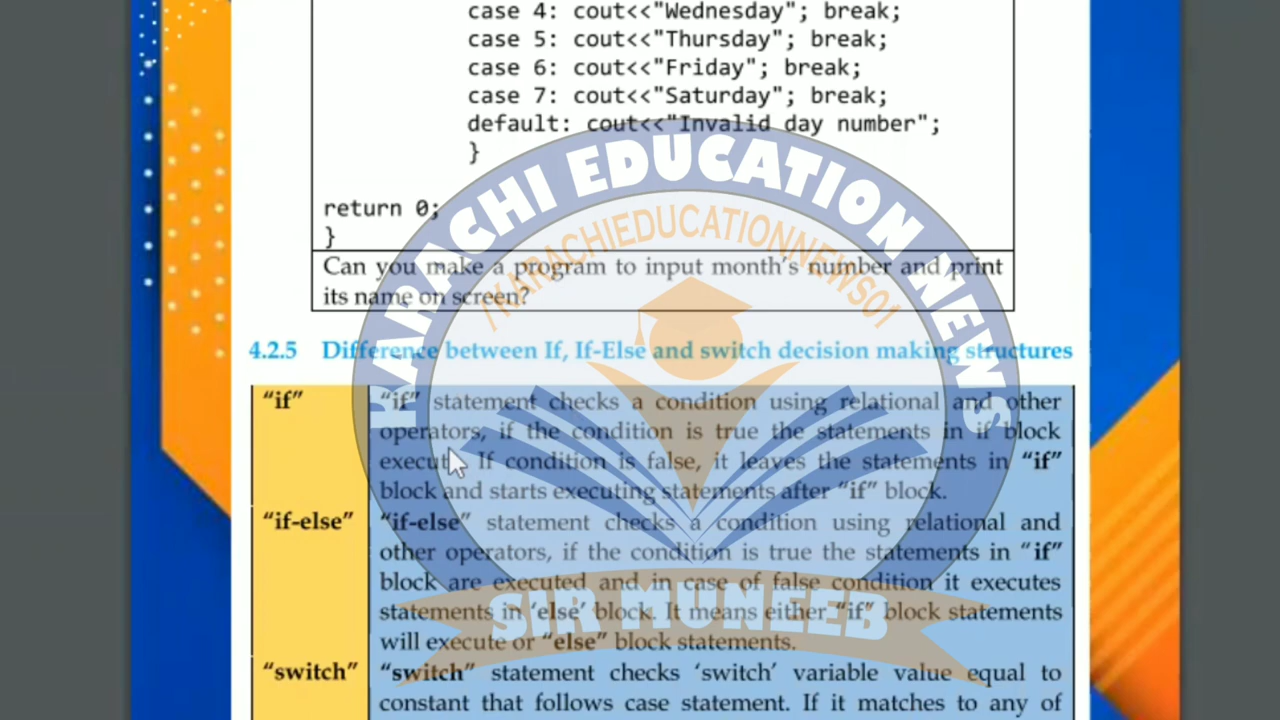 case 4: cout<<"Wednesday"; break;
case 5: cout<<"Thursday"; break;
case 6: cout<<"Friday"; break;
case 7: cout<<"Saturday"; break;
default: cout<<"Invalid day number";
}
return 0;
}
Can you make a program to input month's number and print
its name on screen?
4.2.5 Difference between If, If-Else and switch decision making structures
"if" "if" statement checks a condition using relational and other
operators, if the condition is true the statements in if block
execute. If condition is false, it leaves the statements in "if"
block and starts executing statements after "if" block.
"if-else" "if-else" statement checks a condition using relational and
other operators, if the condition is true the statements in "if"
block are executed and in case of false condition it executes
statements in 'else' block. It means either "if" block statements
will execute or "else" block statements.
"switch" "switch" statement checks 'switch' variable value equal to
constant that follows case statement. If it matches to any of
KARACHI EDUCATION NEWS
/KARACHIEDUCATIONNEWS01
SIR MUNEEB